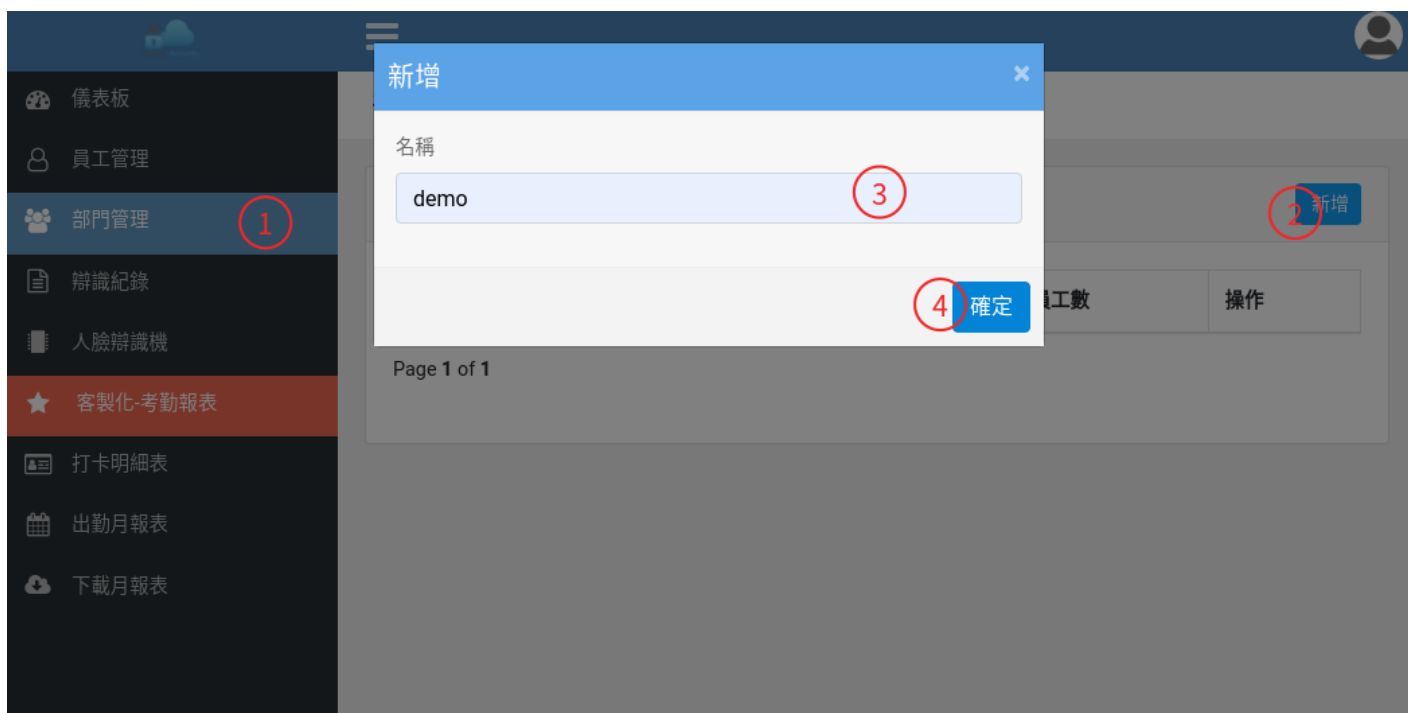 新增
×
儀表板
名稱
員工管理
demo
3
部門管理
1
2
新增
辯識紀錄
4
確定
員工數
操作
人臉辯識機
Page 1 of 1
客製化-考勤報表
打卡明細表
出勤月報表
下載月報表